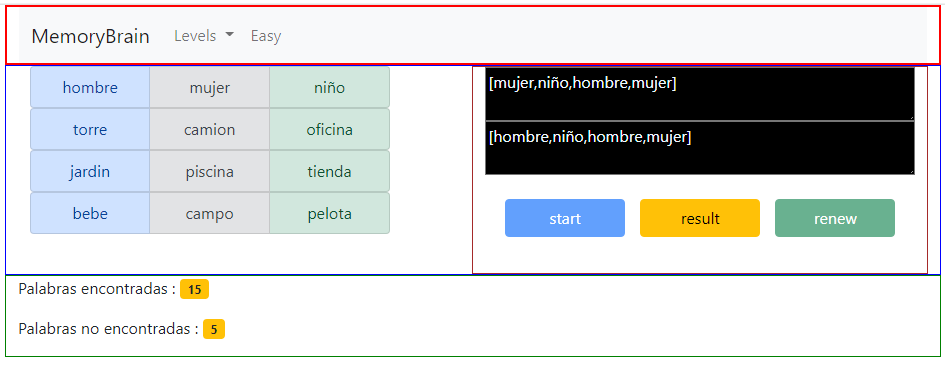 MemoryBrain Levels Easy
hombre mujer niño
torre camion oficina
jardin piscina tienda
bebe campo pelota
[mujer,niño,hombre,mujer]
[hombre,niño,hombre,mujer]
start result renew
Palabras encontradas : 15
Palabras no encontradas : 5